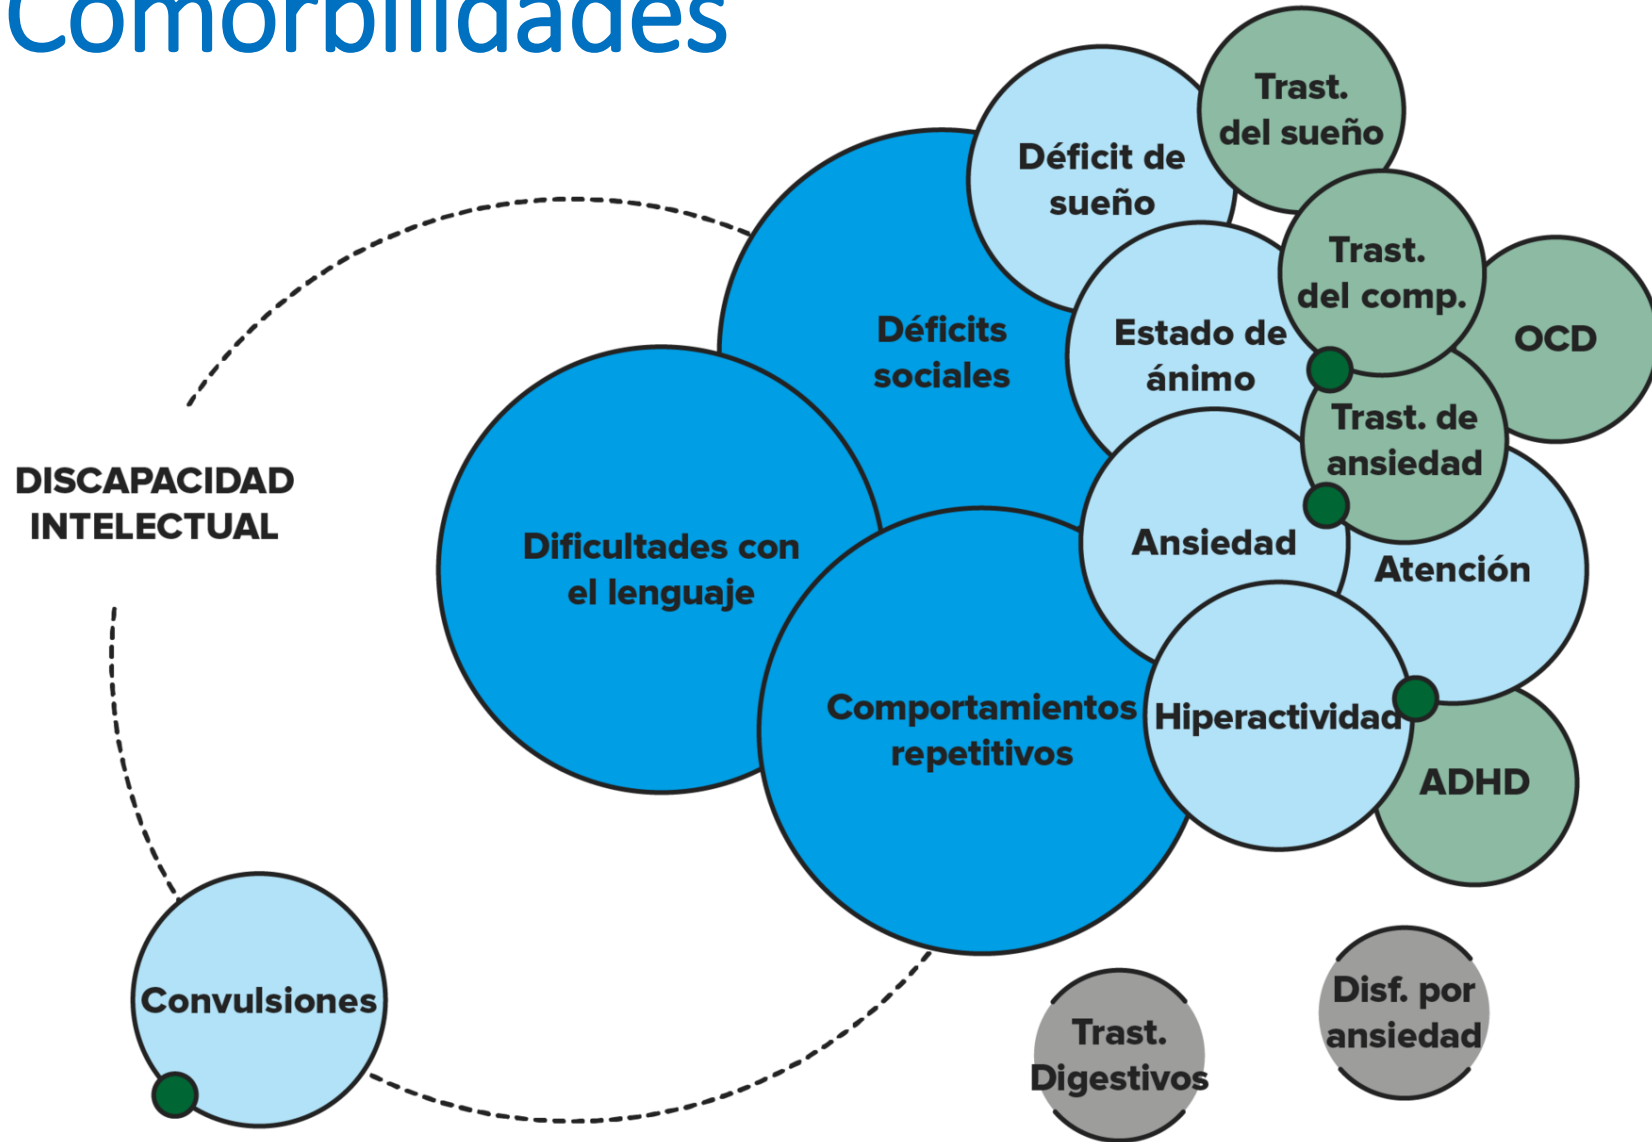 Comorbilidades
Trast.
del sueño
Déficit de
sueño
Trast.
del comp.
OCD
Déficits
sociales
Estado de
ánimo
Trast. de
ansiedad
DISCAPACIDAD
INTELECTUAL
Dificultades con
el lenguaje
Ansiedad
Atención
Comportamientos
repetitivos
Hiperactividad
ADHD
Convulsiones
Trast.
Digestivos
Disf. por
ansiedad